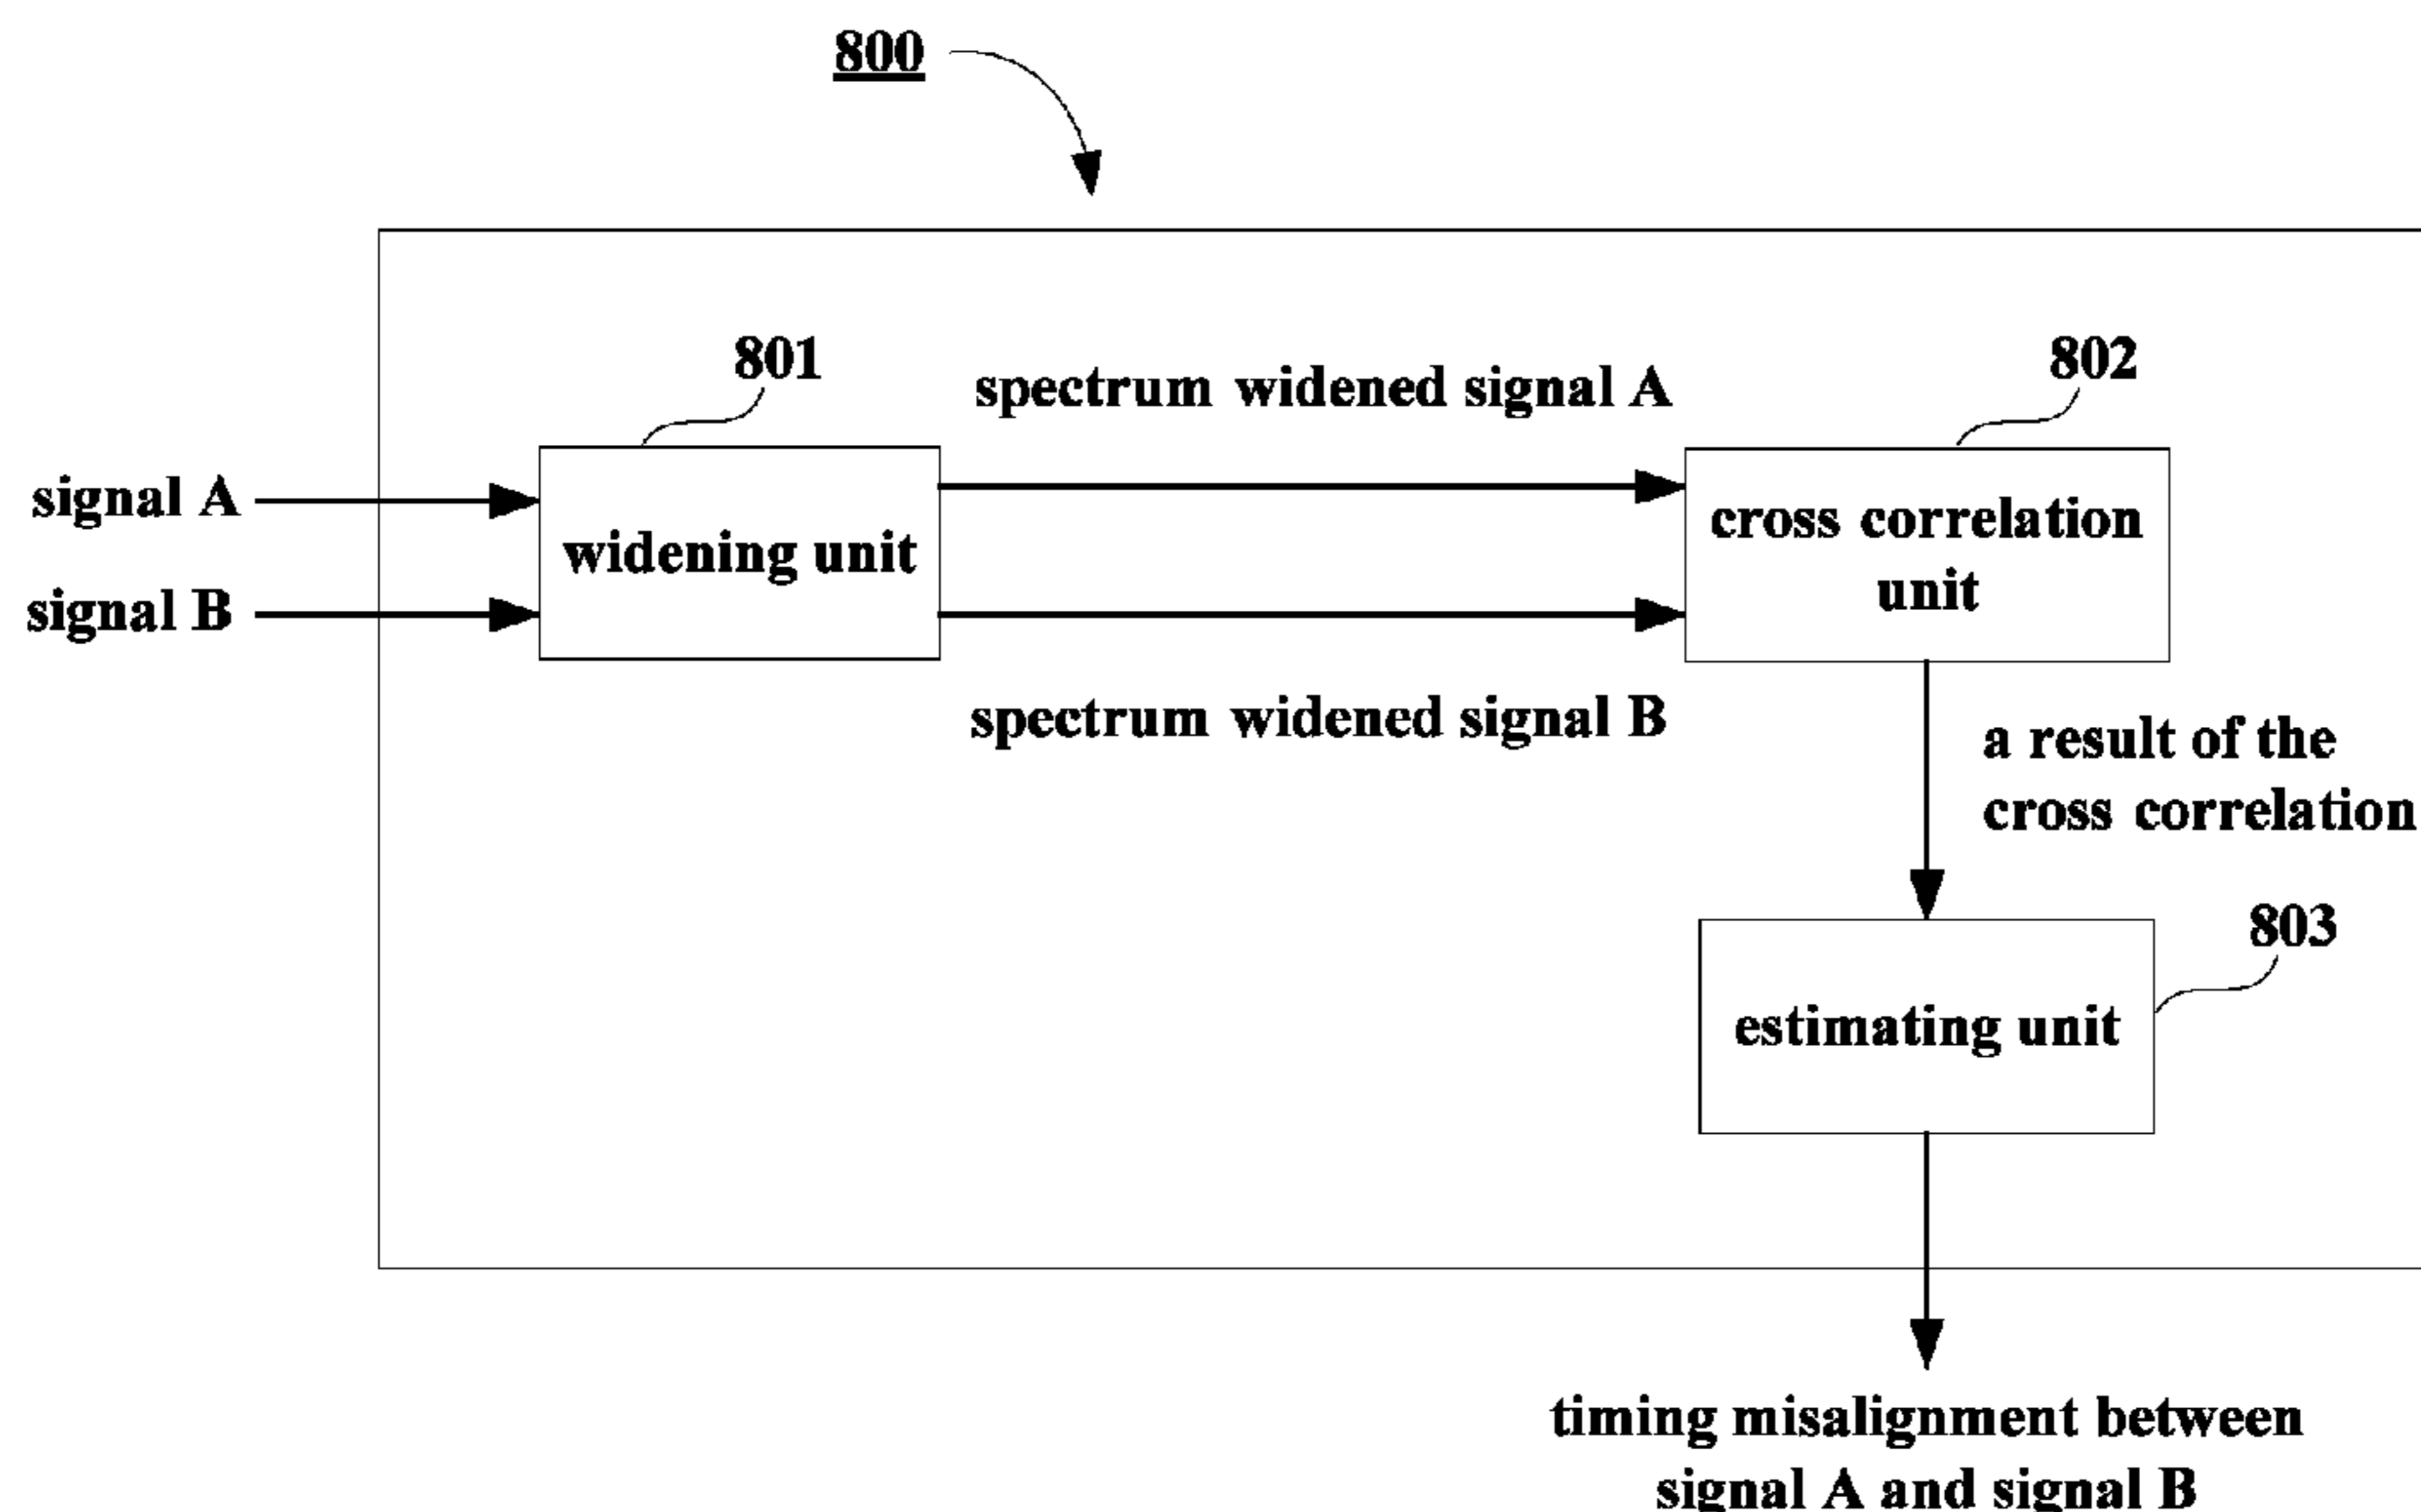 800
801
spectrum widened signal A
802
signal A
widening unit
cross correlation
unit
signal B
spectrum widened signal B
a result of the
cross correlation
803
estimating unit
timing misalignment between
signal A and signal B